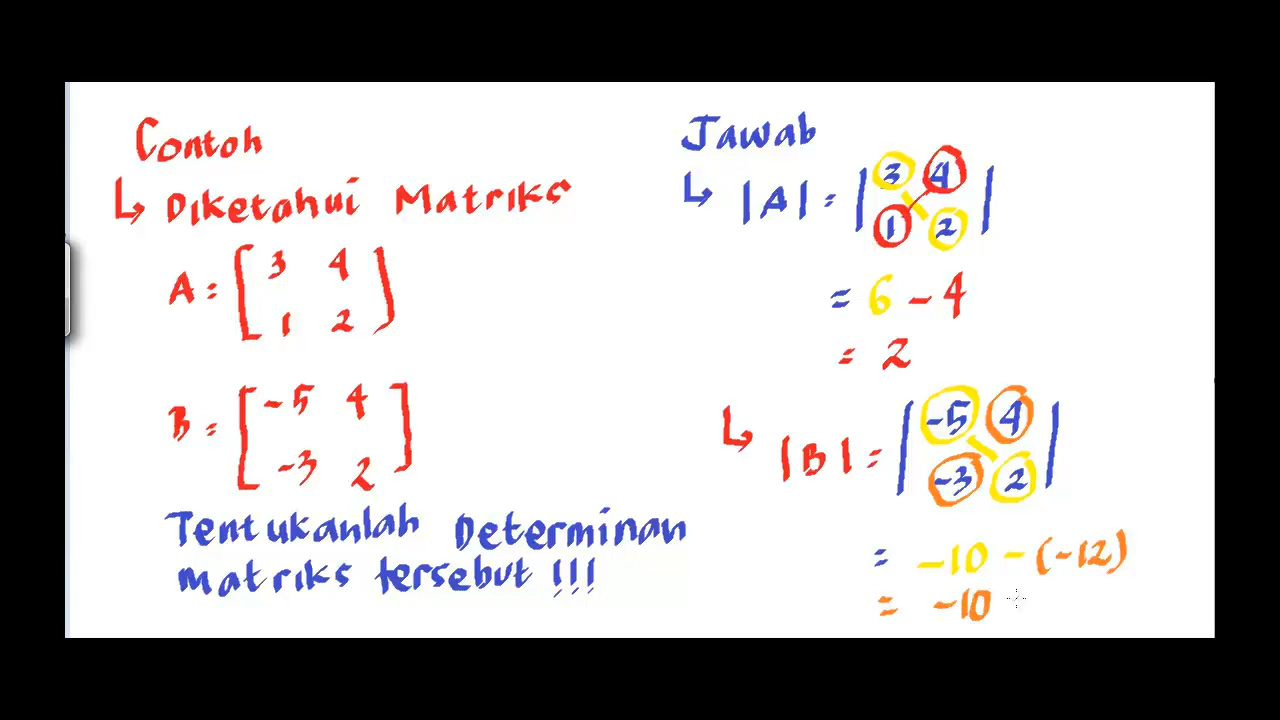 Contoh
↳ Diketahui Matriks
A = [ 3 4
1 2 ]
B = [ -5 4
-3 2 ]
Tentukanlah Determinan
matriks tersebut !!!
Jawab
↳ |A| = | 3 4
1 2 |
= 6 - 4
= 2
↳ |B| = | -5 4
-3 2 |
= -10 - (-12)
= -10